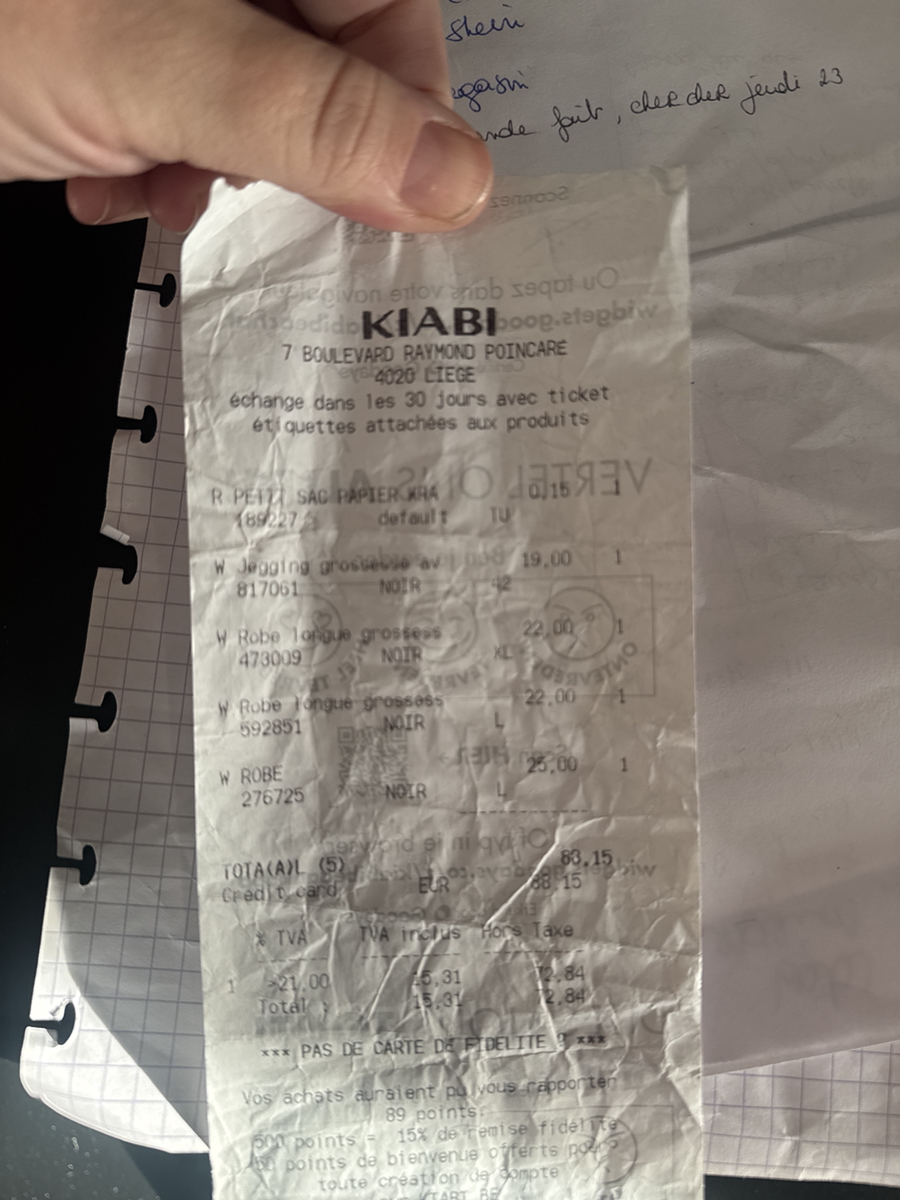 Shein
jeudi 23
fait, chercher
KIABI
7 BOULEVARD RAYMOND POINCARE
4020 LIEGE
échange dans les 30 jours avec ticket
étiquettes attachées aux produits
R PETIT SAC PAPIER KRA 0,15 1
189227 default TU
W Jegging grossesse av 19,00 1
817061 NOIR 42
W Robe longue grossess 22,00 1
473009 NOIR XL
W Robe longue grossess 22,00 1
592851 NOIR L
W ROBE 25,00 1
276725 NOIR L
TOTA(A)L (5) 88,15
Credit card EUR 88,15
% TVA TVA inclus Hors Taxe
1 >21,00 15,31 72,84
Total : 15,31 72,84
*** PAS DE CARTE DE FIDELITE ? ***
Vos achats auraient pu vous rapporter
89 points.
500 points = 15% de remise fidélité
points de bienvenue offerts pour
toute création de compte